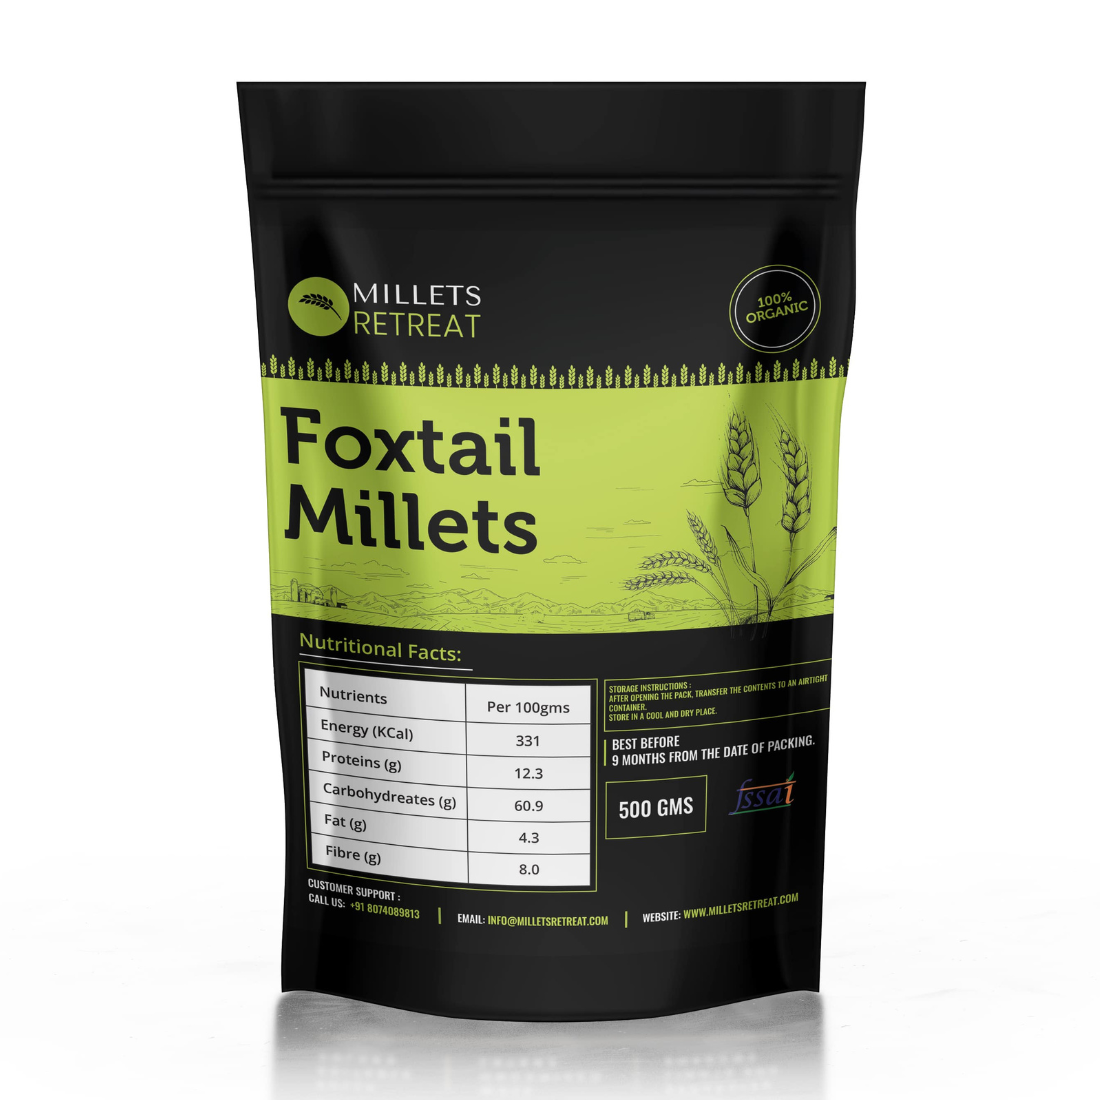 MILLETS
RETREAT
100%
ORGANIC
Foxtail
Millets
Nutritional Facts:
Nutrients Per 100gms
Energy (KCal) 331
Proteins (g) 12.3
Carbohydreates (g) 60.9
Fat (g) 4.3
Fibre (g) 8.0
STORAGE INSTRUCTIONS :
AFTER OPENING THE PACK, TRANSFER THE CONTENTS TO AN AIRTIGHT
CONTAINER.
STORE IN A COOL AND DRY PLACE.
BEST BEFORE
9 MONTHS FROM THE DATE OF PACKING.
500 GMS
fssai
CUSTOMER SUPPORT :
CALL US: +91 8074089813 | EMAIL: INFO@MILLETSRETREAT.COM | WEBSITE: WWW.MILLETSRETREAT.COM